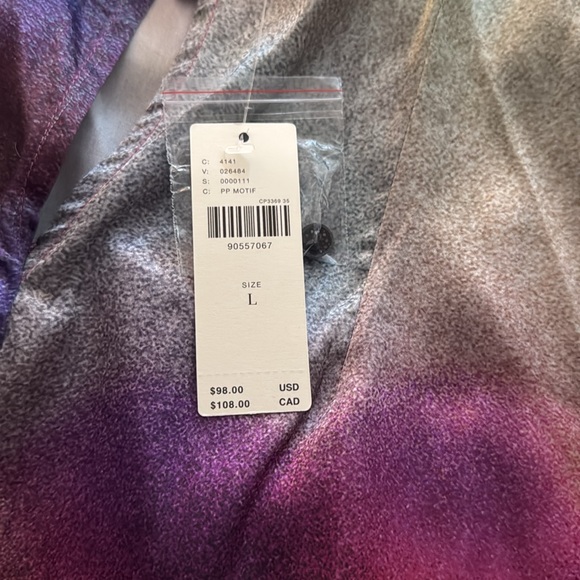 C: 4141
V: 026484
S: 0000111
C: PP MOTIF
CP3369 35
90557067
SIZE
L
$98.00 USD
$108.00 CAD